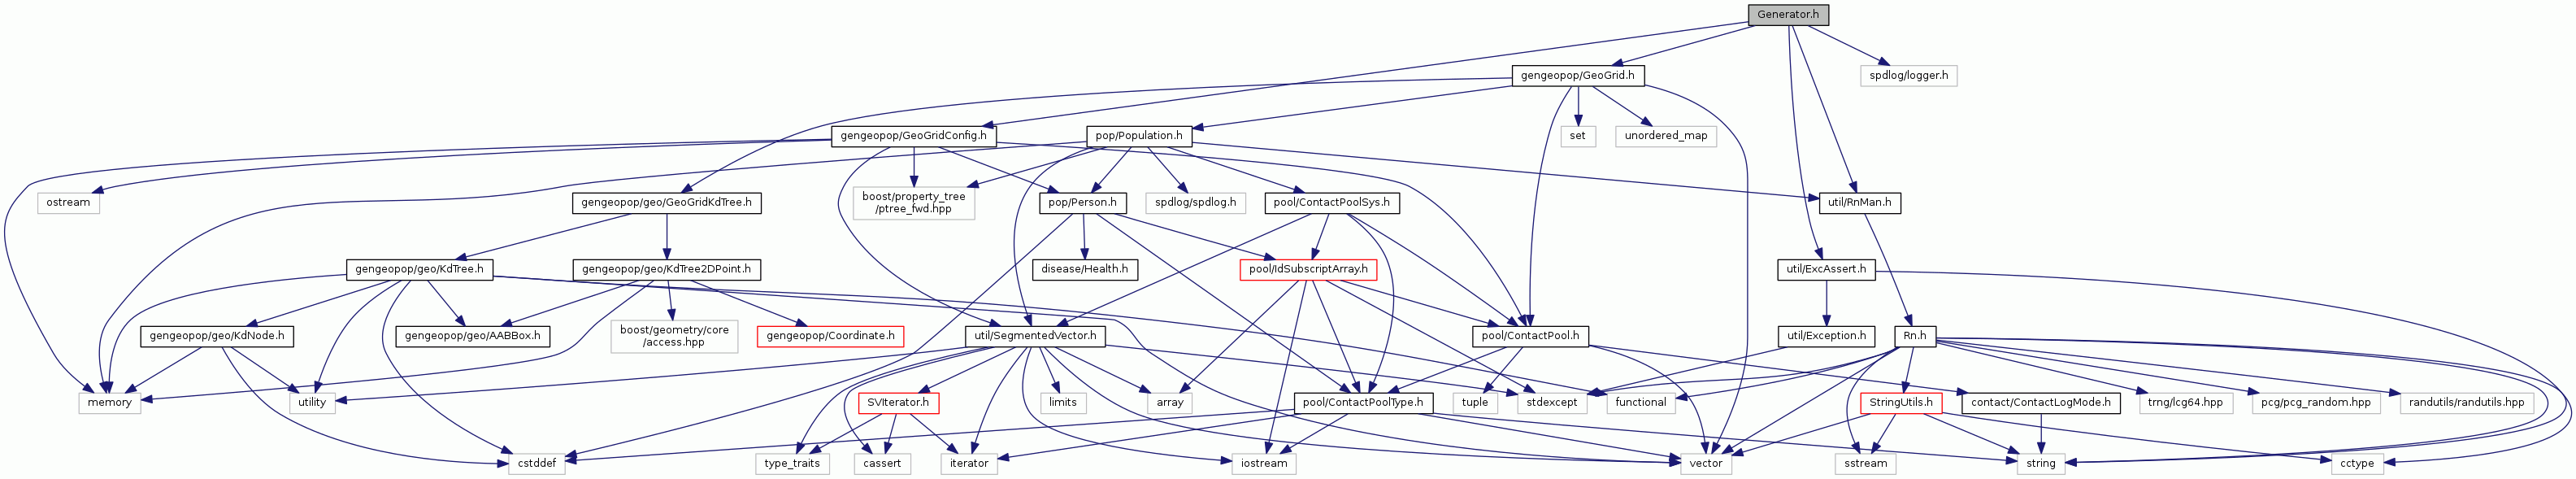 Generator.h
gengeopop/GeoGrid.h
spdlog/logger.h
gengeopop/GeoGridConfig.h
pop/Population.h
set
unordered_map
ostream
gengeopop/geo/GeoGridKdTree.h
boost/property_tree
/ptree_fwd.hpp
pop/Person.h
spdlog/spdlog.h
pool/ContactPoolSys.h
util/RnMan.h
gengeopop/geo/KdTree.h
gengeopop/geo/KdTree2DPoint.h
disease/Health.h
pool/IdSubscriptArray.h
util/ExcAssert.h
gengeopop/geo/KdNode.h
gengeopop/geo/AABBox.h
boost/geometry/core
/access.hpp
gengeopop/Coordinate.h
util/SegmentedVector.h
pool/ContactPool.h
util/Exception.h
Rn.h
memory
utility
SVIterator.h
limits
array
pool/ContactPoolType.h
tuple
stdexcept
functional
StringUtils.h
contact/ContactLogMode.h
trng/lcg64.hpp
pcg/pcg_random.hpp
randutils/randutils.hpp
cstddef
type_traits
cassert
iterator
iostream
vector
sstream
string
cctype